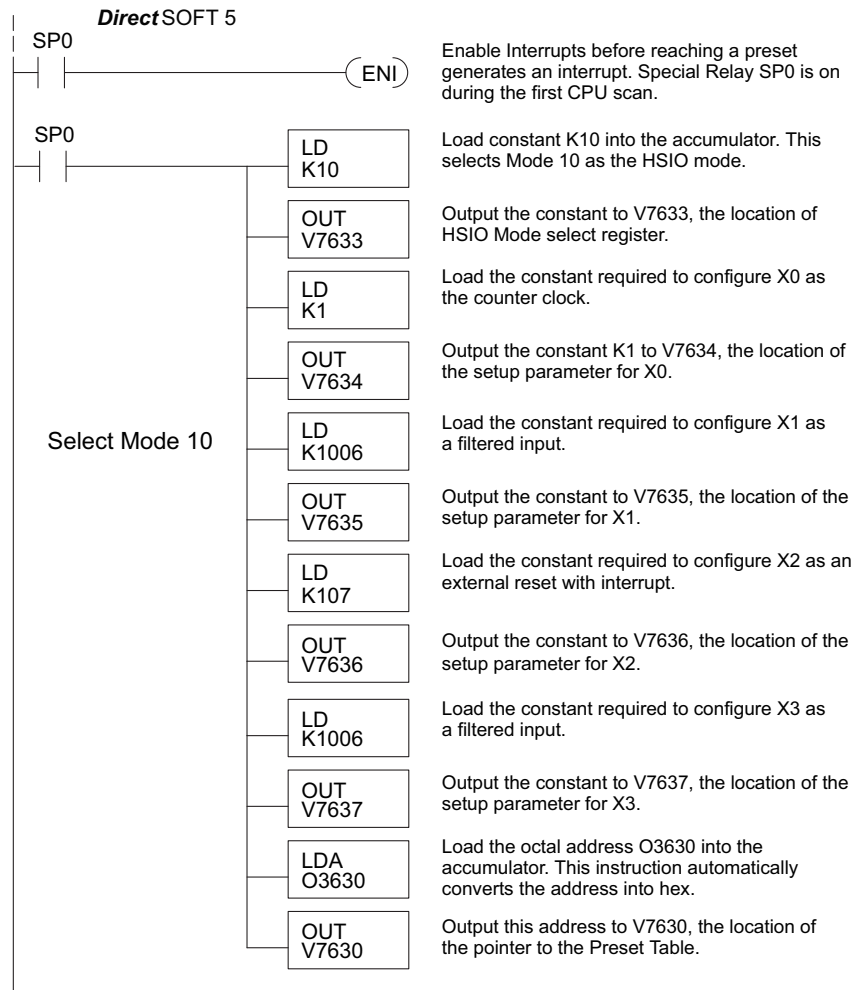 DirectSOFT 5
SP0
ENI
Enable Interrupts before reaching a preset
generates an interrupt. Special Relay SP0 is on
during the first CPU scan.
SP0
LD
K10
Load constant K10 into the accumulator. This
selects Mode 10 as the HSIO mode.
OUT
V7633
Output the constant to V7633, the location of
HSIO Mode select register.
LD
K1
Load the constant required to configure X0 as
the counter clock.
OUT
V7634
Output the constant K1 to V7634, the location of
the setup parameter for X0.
Select Mode 10
LD
K1006
Load the constant required to configure X1 as
a filtered input.
OUT
V7635
Output the constant to V7635, the location of the
setup parameter for X1.
LD
K107
Load the constant required to configure X2 as an
external reset with interrupt.
OUT
V7636
Output the constant to V7636, the location of the
setup parameter for X2.
LD
K1006
Load the constant required to configure X3 as
a filtered input.
OUT
V7637
Output the constant to V7637, the location of the
setup parameter for X3.
LDA
O3630
Load the octal address O3630 into the
accumulator. This instruction automatically
converts the address into hex.
OUT
V7630
Output this address to V7630, the location of
the pointer to the Preset Table.